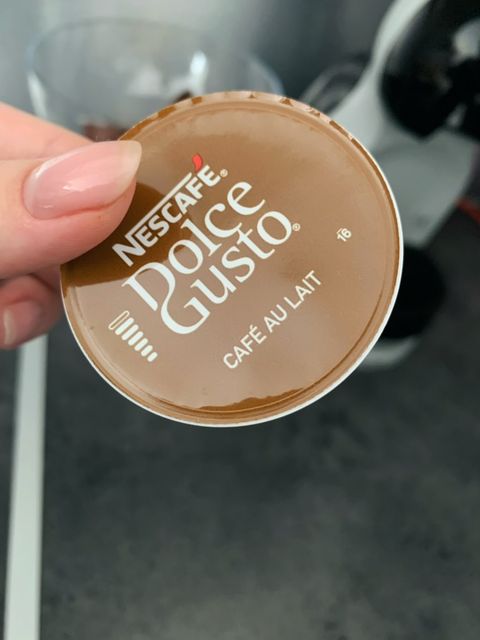 NESCAFÉ®
Dolce
Gusto®
CAFÉ AU LAIT
16